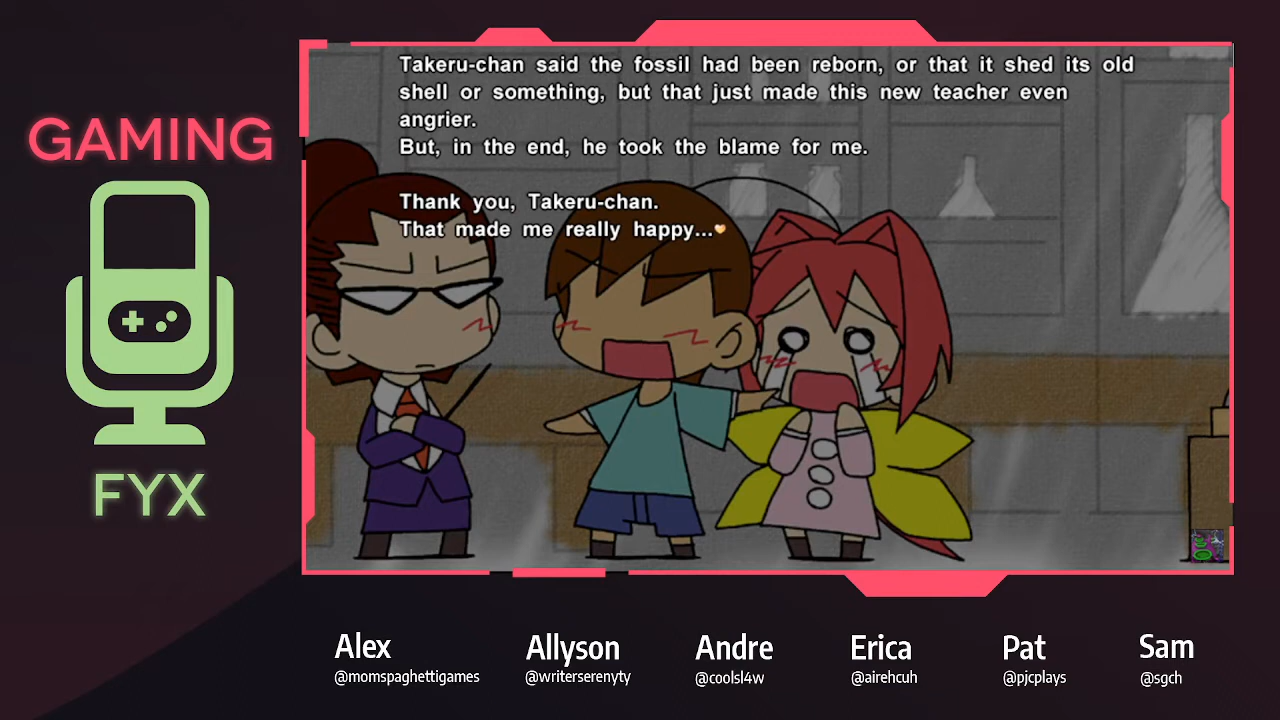 GAMING
FYX
Takeru-chan said the fossil had been reborn, or that it shed its old
shell or something, but that just made this new teacher even
angrier.
But, in the end, he took the blame for me.
Thank you, Takeru-chan.
That made me really happy...
Alex
@momspaghettigames
Allyson
@writerserenyty
Andre
@coolsl4w
Erica
@airehcuh
Pat
@pjcplays
Sam
@sgch